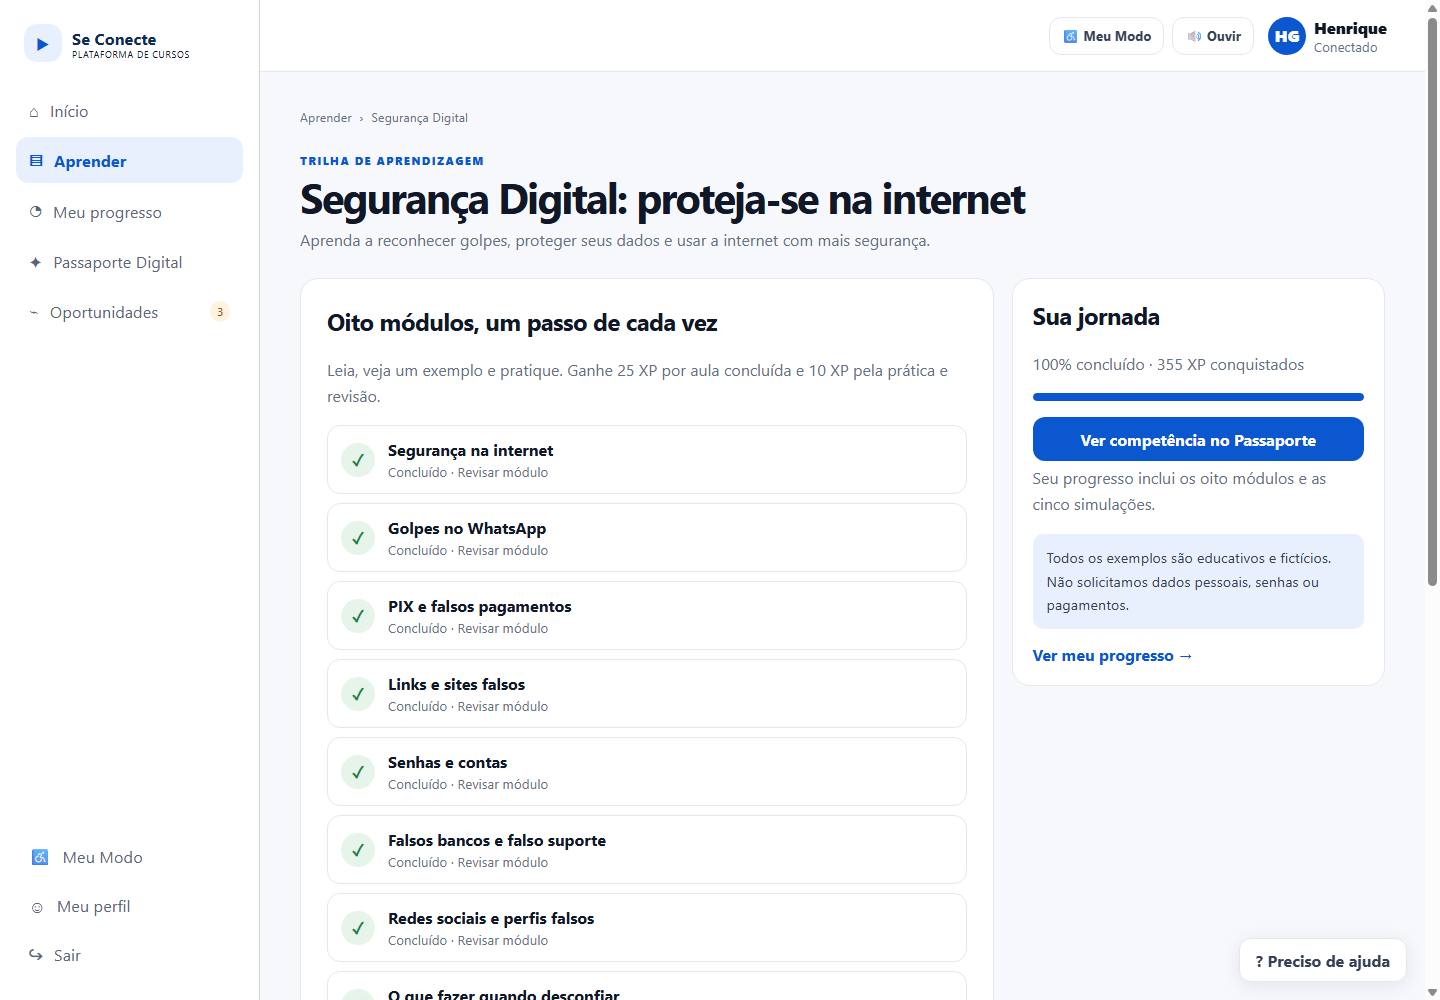 Se Conecte
PLATAFORMA DE CURSOS
Início
Aprender
Meu progresso
Passaporte Digital
Oportunidades 3
Meu Modo
Meu perfil
Sair
Meu Modo
Ouvir
HG
Henrique
Conectado
Aprender › Segurança Digital
TRILHA DE APRENDIZAGEM
Segurança Digital: proteja-se na internet
Aprenda a reconhecer golpes, proteger seus dados e usar a internet com mais segurança.
Oito módulos, um passo de cada vez
Leia, veja um exemplo e pratique. Ganhe 25 XP por aula concluída e 10 XP pela prática e
revisão.
✓ Segurança na internet
Concluído · Revisar módulo
✓ Golpes no WhatsApp
Concluído · Revisar módulo
✓ PIX e falsos pagamentos
Concluído · Revisar módulo
✓ Links e sites falsos
Concluído · Revisar módulo
✓ Senhas e contas
Concluído · Revisar módulo
✓ Falsos bancos e falso suporte
Concluído · Revisar módulo
✓ Redes sociais e perfis falsos
Concluído · Revisar módulo
O que fazer quando desconfiar
Sua jornada
100% concluído · 355 XP conquistados
Ver competência no Passaporte
Seu progresso inclui os oito módulos e as
cinco simulações.
Todos os exemplos são educativos e fictícios.
Não solicitamos dados pessoais, senhas ou
pagamentos.
Ver meu progresso →
? Preciso de ajuda